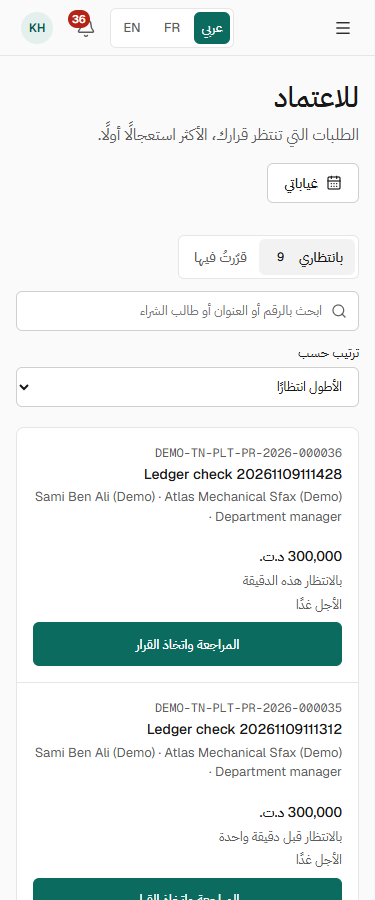 KH
36
EN FR عربي
للاعتماد
الطلبات التي تنتظر قرارك، الأكثر استعجالًا أولًا.
غياباتي
بانتظاري 9 قرّرتُ فيها
ابحث بالرقم أو العنوان أو طالب الشراء
ترتيب حسب
الأطول انتظارًا
DEMO-TN-PLT-PR-2026-000036
Ledger check 20261109111428
Sami Ben Ali (Demo) · Atlas Mechanical Sfax (Demo)
· Department manager
300,000 د.ت.
بالانتظار هذه الدقيقة
الأجل غدًا
المراجعة واتخاذ القرار
DEMO-TN-PLT-PR-2026-000035
Ledger check 20261109111312
Sami Ben Ali (Demo) · Atlas Mechanical Sfax (Demo)
· Department manager
300,000 د.ت.
بالانتظار قبل دقيقة واحدة
الأجل غدًا
المراجعة واتخاذ القرار